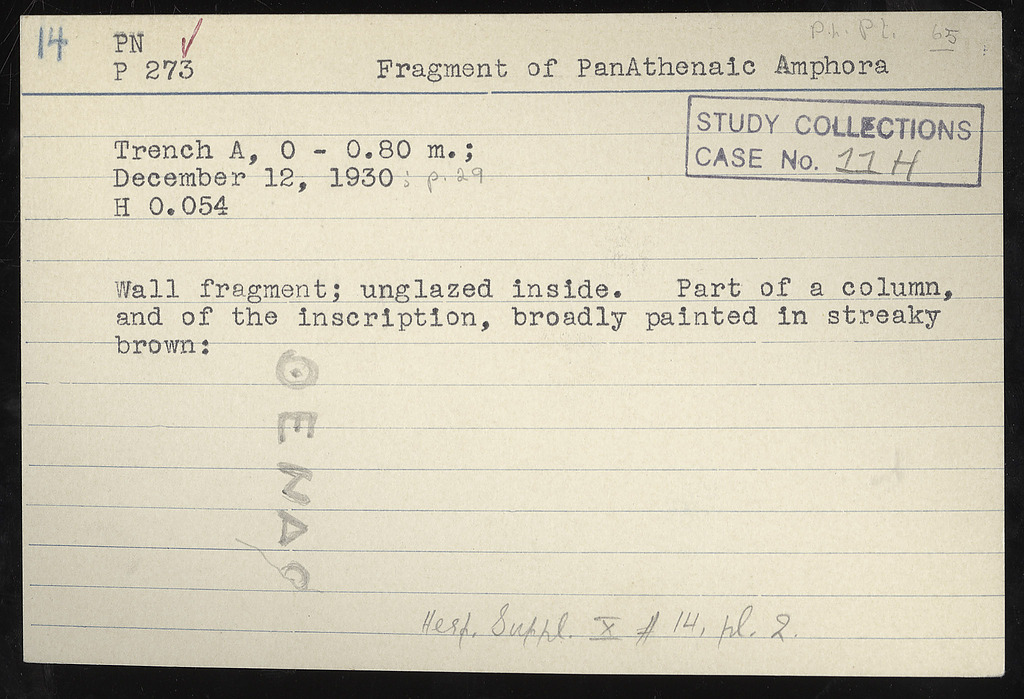 14 PN ✓ P.h. Pl. 65
P 273 Fragment of PanAthenaic Amphora
STUDY COLLECTIONS
CASE No. 11 H
Trench A, 0 - 0.80 m.;
December 12, 1930; p. 29
H 0.054
Wall fragment; unglazed inside. Part of a column,
and of the inscription, broadly painted in streaky
brown:
ΘΕΝΑΟ
Hesp. Suppl. X # 14, pl. 2.